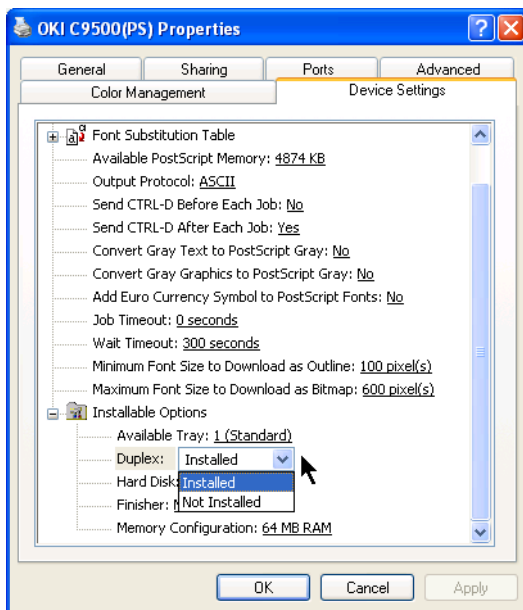 OKI C9500(PS) Properties
General Sharing Ports Advanced
Color Management Device Settings
Font Substitution Table
Available PostScript Memory: 4874 KB
Output Protocol: ASCII
Send CTRL-D Before Each Job: No
Send CTRL-D After Each Job: Yes
Convert Gray Text to PostScript Gray: No
Convert Gray Graphics to PostScript Gray: No
Add Euro Currency Symbol to PostScript Fonts: No
Job Timeout: 0 seconds
Wait Timeout: 300 seconds
Minimum Font Size to Download as Outline: 100 pixel(s)
Maximum Font Size to Download as Bitmap: 600 pixel(s)
Installable Options
Available Tray: 1 (Standard)
Duplex: Installed
Hard Disk: Installed
Finisher: Not Installed
Memory Configuration: 64 MB RAM
OK Cancel Apply